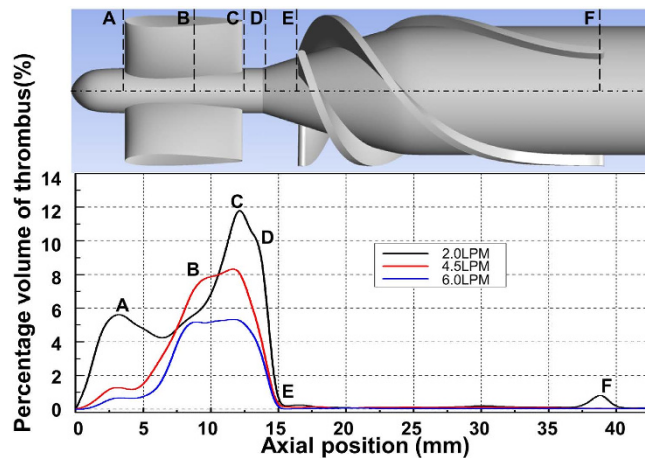 A B C D E F
Percentage volume of thrombus(%)
14
12
10
8
6
4
2
0
A
B
C
D
E
F
2.0LPM
4.5LPM
6.0LPM
0 5 10 15 20 25 30 35 40
Axial position (mm)